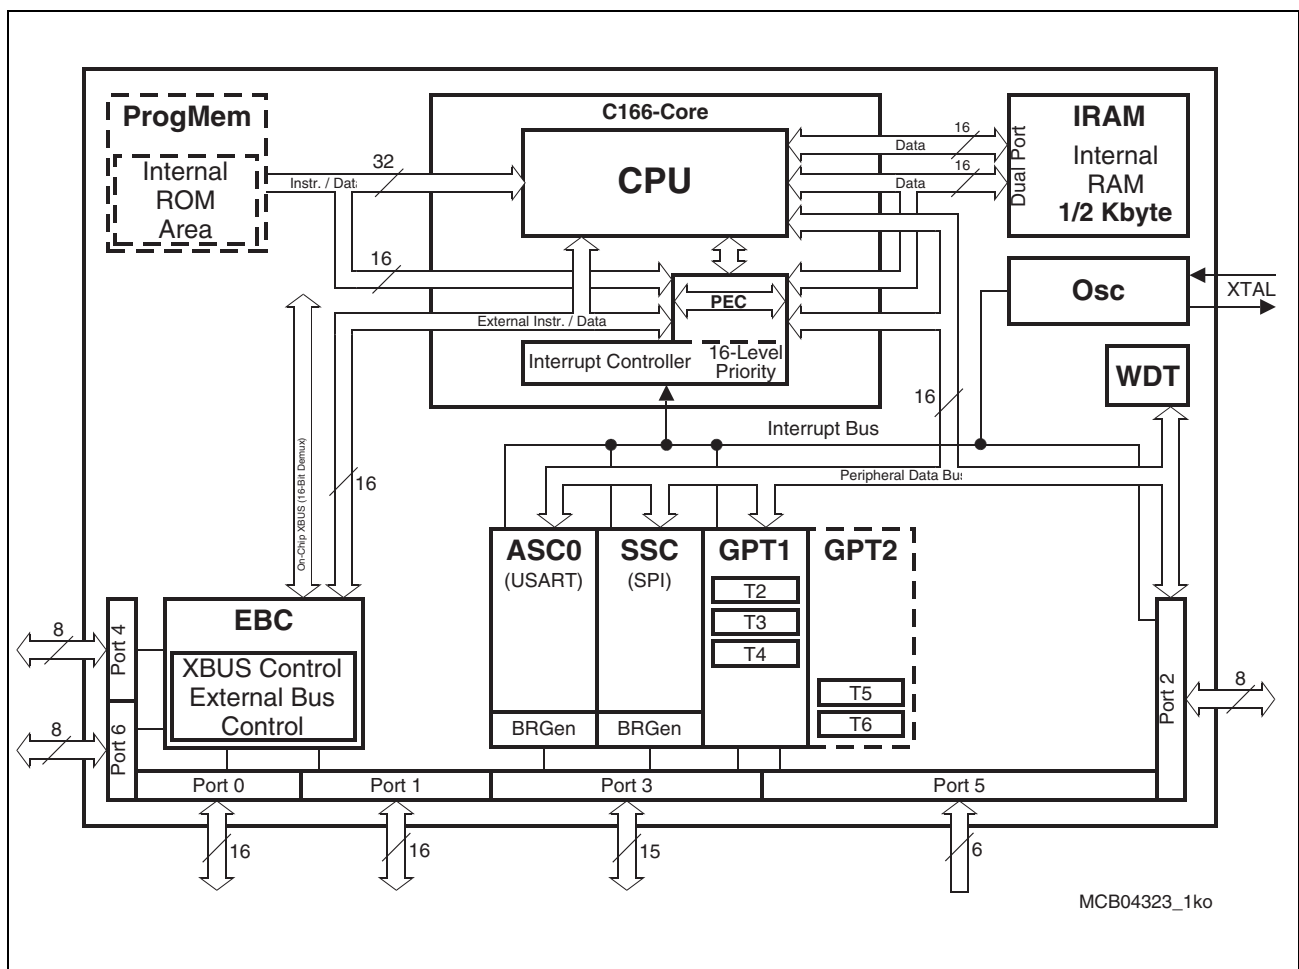 ProgMem
Internal
ROM
Area
C166-Core
CPU
32
Instr. / Data
16
Data
16
Data
Dual Port
IRAM
Internal
RAM
1/2 Kbyte
16
PEC
External Instr. / Data
Interrupt Controller
16-Level
Priority
Osc
XTAL
WDT
16
Interrupt Bus
Peripheral Data Bus
On-Chip XBUS (16-Bit Demux)
16
ASC0
(USART)
SSC
(SPI)
GPT1
T2
T3
T4
GPT2
T5
T6
BRGen
BRGen
EBC
XBUS Control
External Bus
Control
8
Port 4
8
Port 6
Port 2
8
Port 0
Port 1
Port 3
Port 5
16
16
15
6
MCB04323_1ko